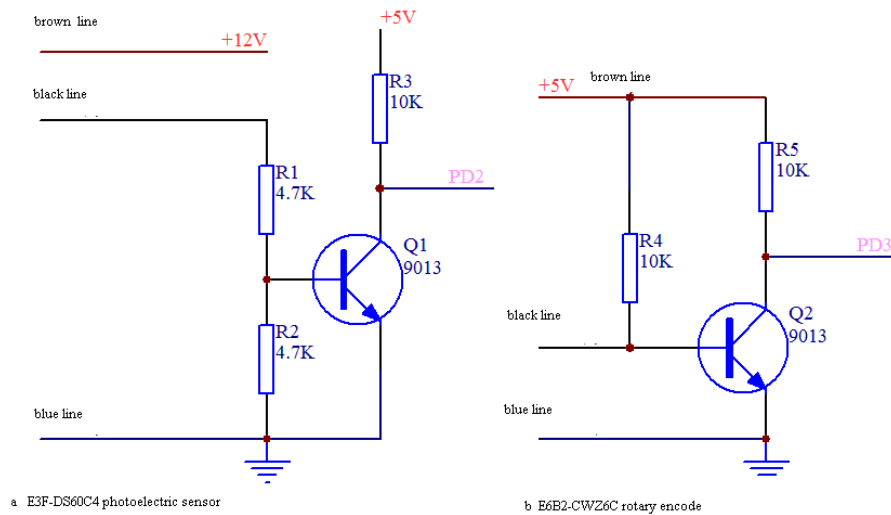 brown line
+12V
black line
R1
4.7K
R2
4.7K
blue line
+5V
R3
10K
PD2
Q1
9013
a E3F-DS60C4 photoelectric sensor
+5V
brown line
R5
10K
R4
10K
PD3
black line
Q2
9013
blue line
b E6B2-CWZ6C rotary encode